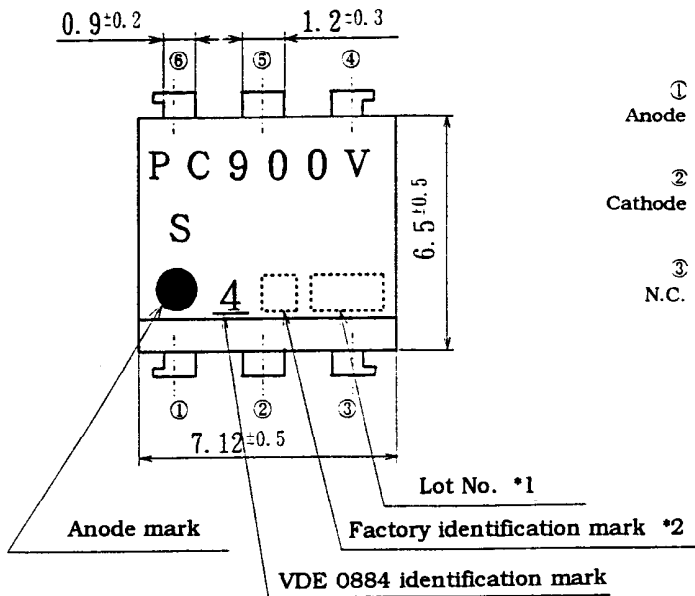 0.9±0.2 1.2±0.3
⑥ ⑤ ④
① Anode
PC900V
② Cathode
6.5±0.5
S
③ N.C.
4
① ② ③
7.12±0.5
Lot No. *1
Anode mark
Factory identification mark *2
VDE 0884 identification mark